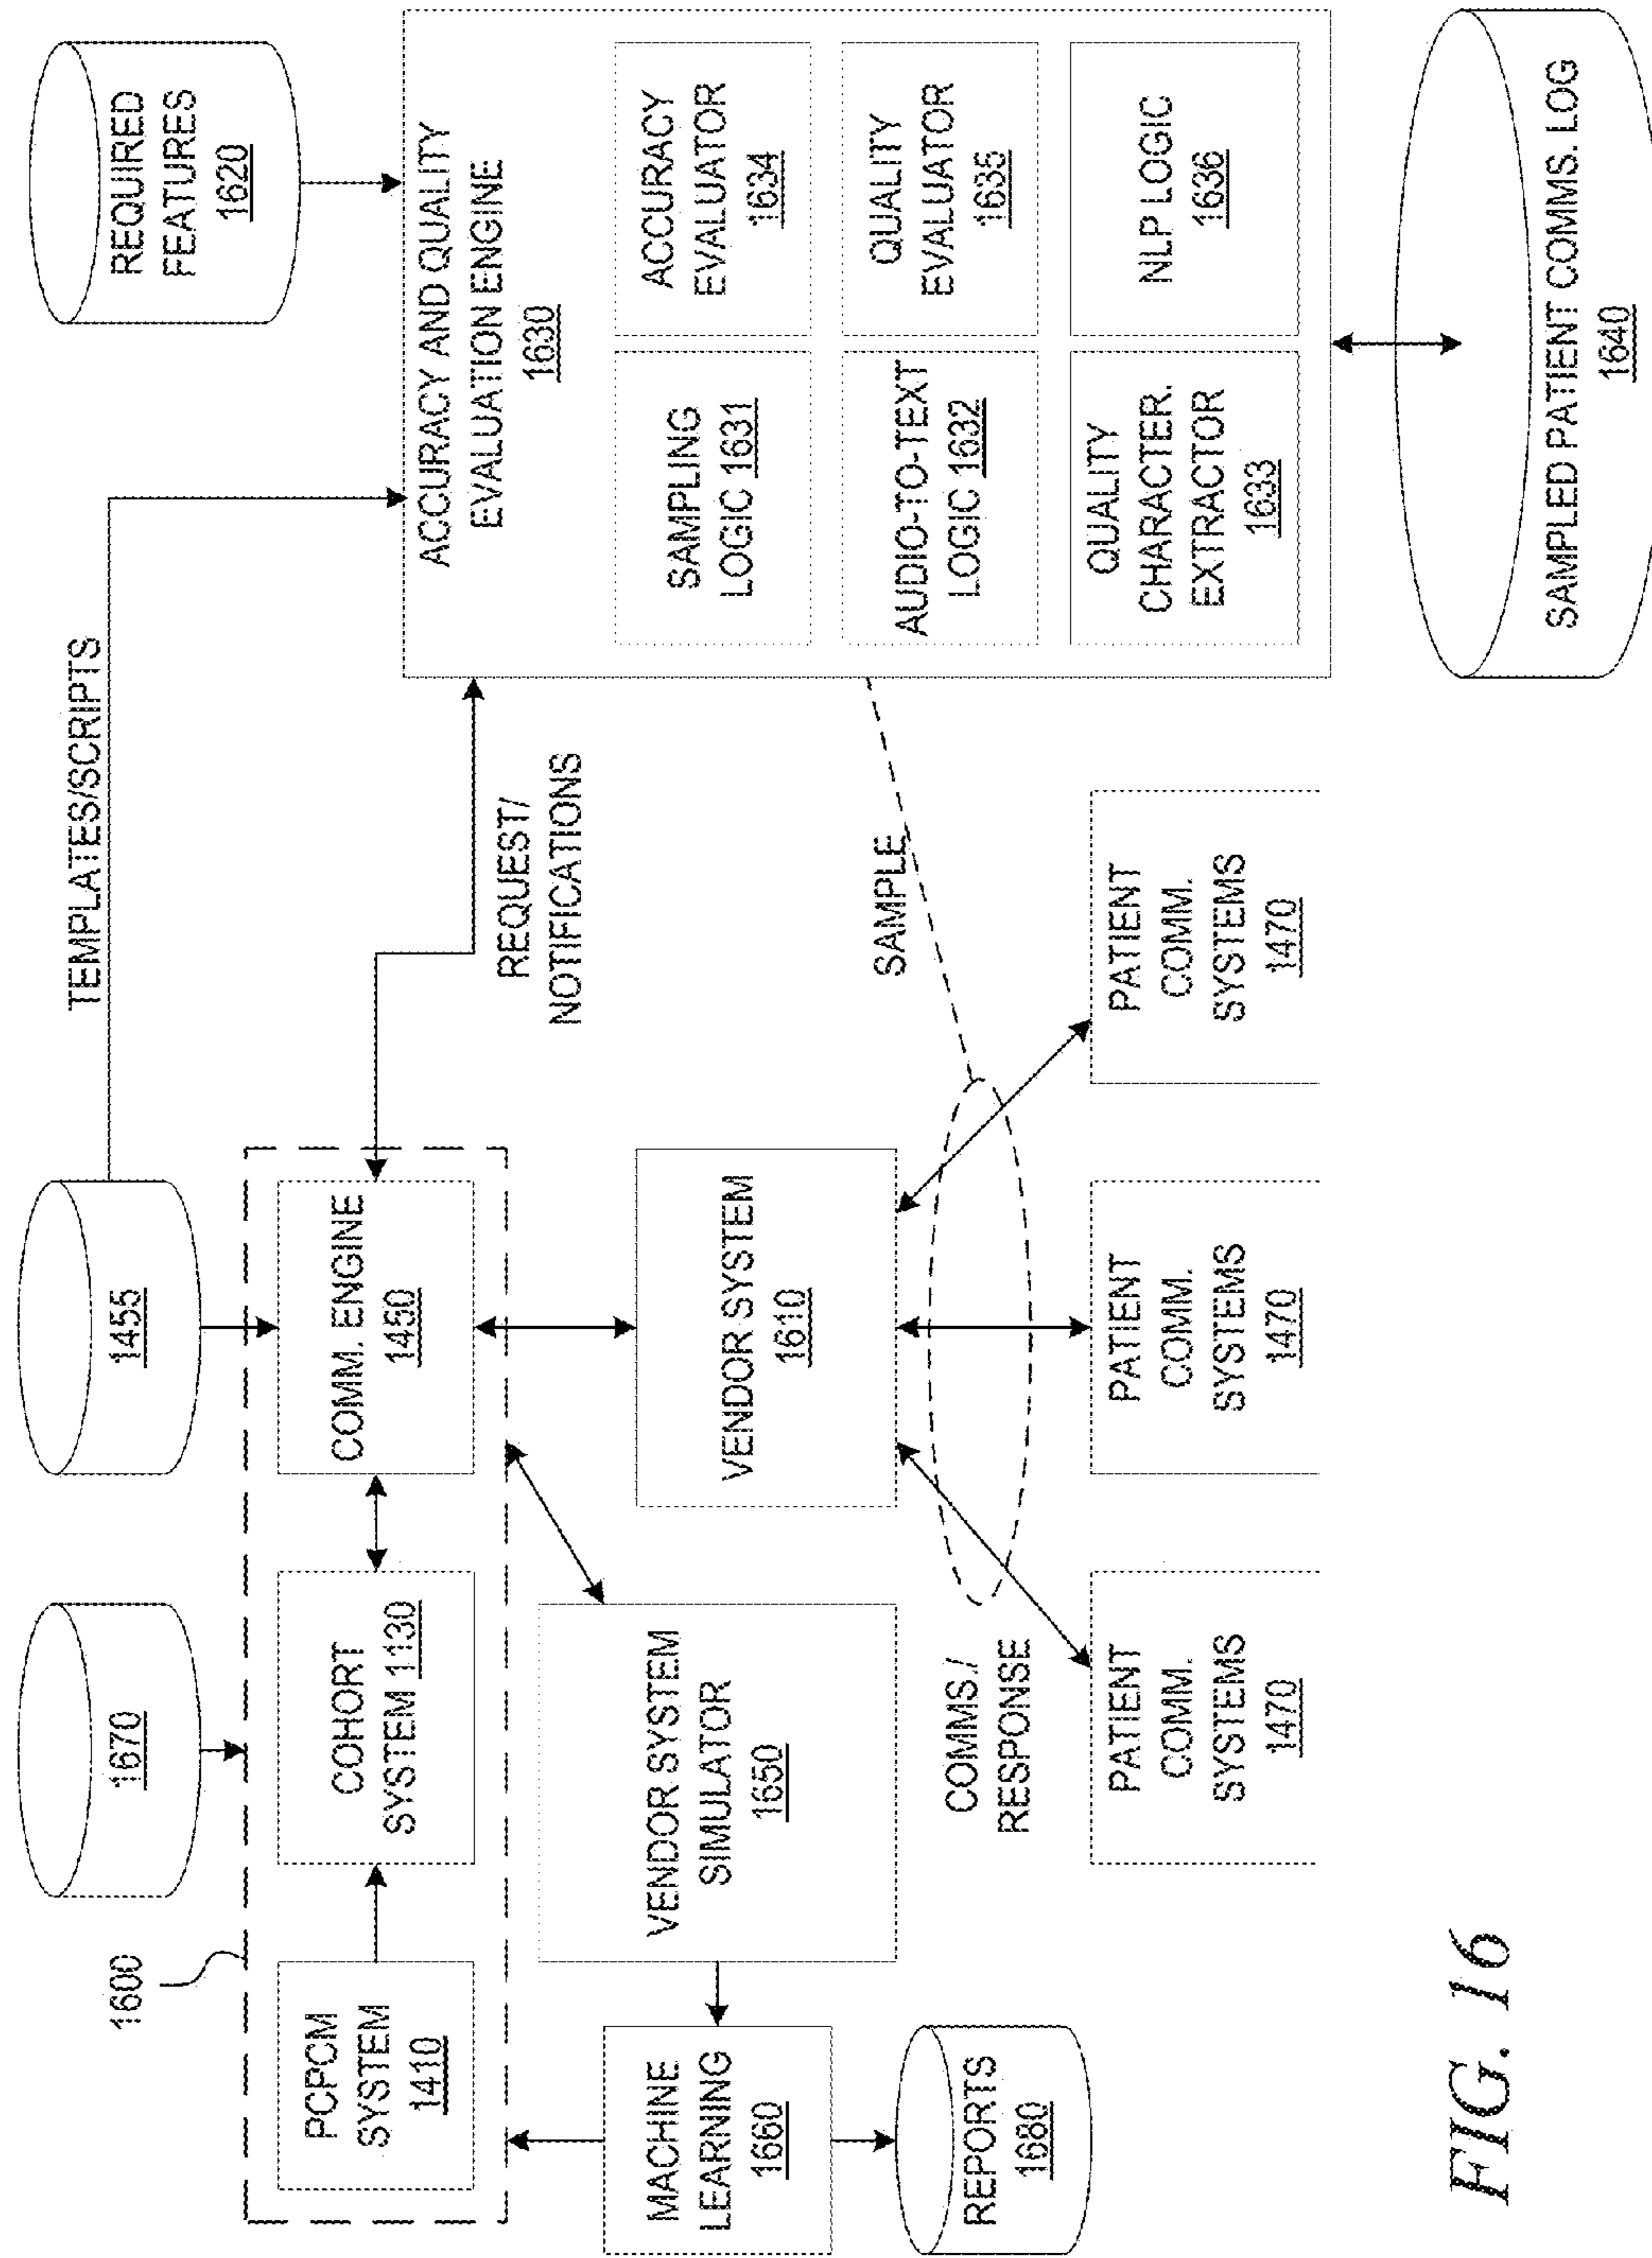 1600
1670
1455
TEMPLATES/SCRIPTS
REQUIRED
FEATURES
1620
PCPCM
SYSTEM
1410
COHORT
SYSTEM 1130
COMM. ENGINE
1450
REQUEST/
NOTIFICATIONS
ACCURACY AND QUALITY
EVALUATION ENGINE
1630
SAMPLING
LOGIC 1631
ACCURACY
EVALUATOR
1634
AUDIO-TO-TEXT
LOGIC 1632
QUALITY
EVALUATOR
1635
QUALITY
CHARACTER.
EXTRACTOR
1633
NLP LOGIC
1636
MACHINE
LEARNING
1660
VENDOR SYSTEM
SIMULATOR
1650
VENDOR SYSTEM
1610
SAMPLE
COMMS./
RESPONSE
REPORTS
1680
PATIENT
COMM.
SYSTEMS
1470
PATIENT
COMM.
SYSTEMS
1470
PATIENT
COMM.
SYSTEMS
1470
SAMPLED PATIENT COMMS. LOG
1640
FIG. 16